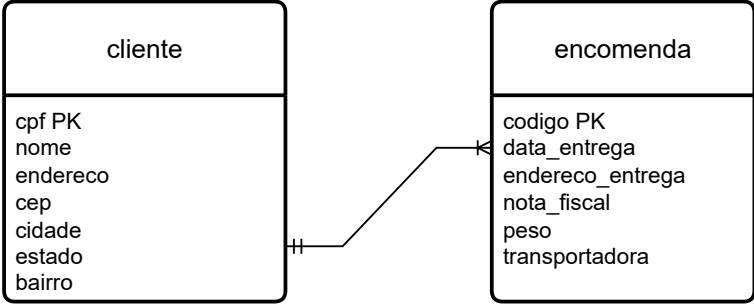 cliente
cpf PK
nome
endereco
cep
cidade
estado
bairro
encomenda
codigo PK
data_entrega
endereco_entrega
nota_fiscal
peso
transportadora